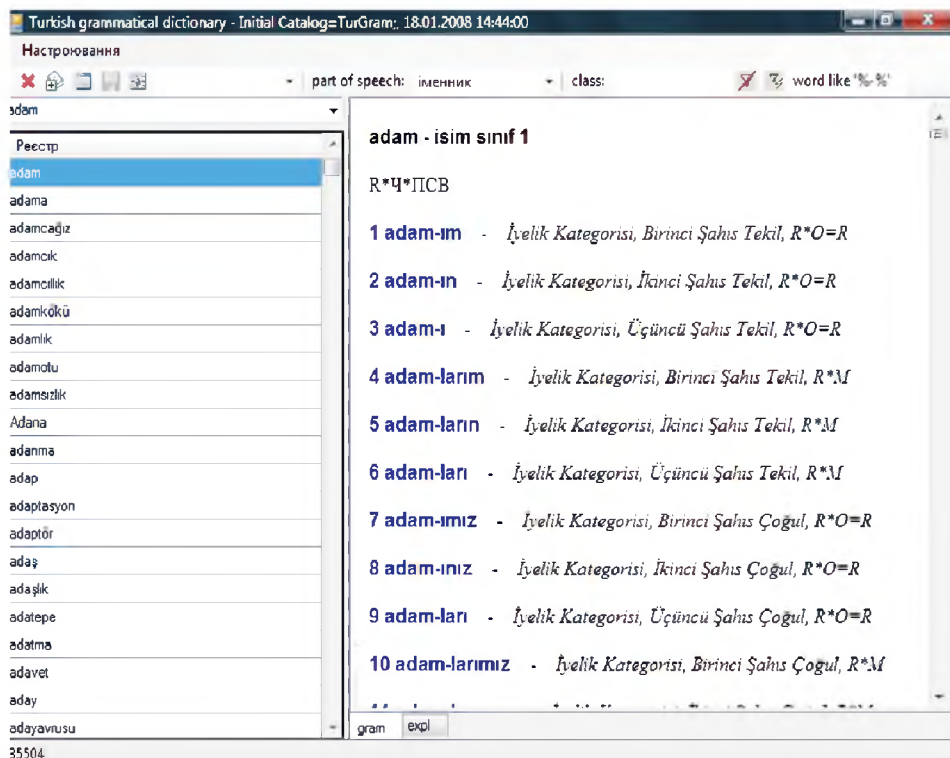 Turkish grammatical dictionary - Initial Catalog=TurGram;, 18.01.2008 14:44:00
Настроювання
part of speech: іменник class: word like '%-%'
adam
Реєстр
adam
adama
adamcağız
adamcık
adamcıllık
adamkökü
adamlık
adamotu
adamsızlık
Adana
adanma
adap
adaptasyon
adaptör
adaş
adaşlık
adatepe
adatma
adavet
aday
adayavrusu
35504
adam - isim sınıf 1
R*Ч*ПСВ
1 adam-ım - İyelik Kategorisi, Birinci Şahıs Tekil, R*O=R
2 adam-ın - İyelik Kategorisi, İkinci Şahıs Tekil, R*O=R
3 adam-ı - İyelik Kategorisi, Üçüncü Şahıs Tekil, R*O=R
4 adam-larım - İyelik Kategorisi, Birinci Şahıs Tekil, R*M
5 adam-ların - İyelik Kategorisi, İkinci Şahıs Tekil, R*M
6 adam-ları - İyelik Kategorisi, Üçüncü Şahıs Tekil, R*M
7 adam-ımız - İyelik Kategorisi, Birinci Şahıs Çoğul, R*O=R
8 adam-ınız - İyelik Kategorisi, İkinci Şahıs Çoğul, R*O=R
9 adam-ları - İyelik Kategorisi, Üçüncü Şahıs Çoğul, R*O=R
10 adam-larımız - İyelik Kategorisi, Birinci Şahıs Çoğul, R*M
gram expl